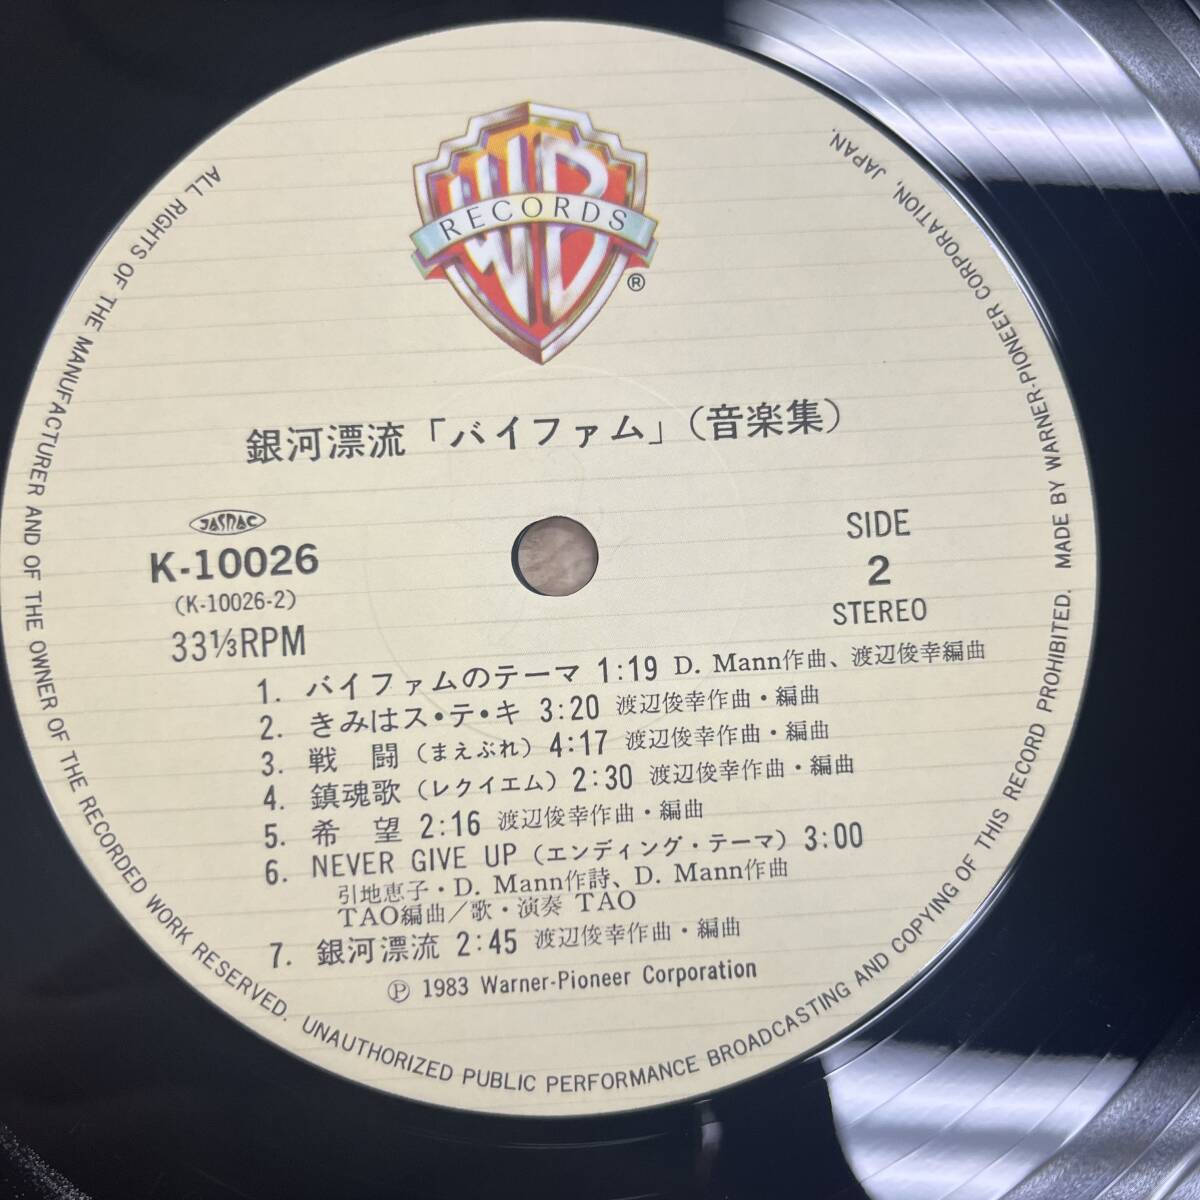 WB
RECORDS
®
銀河漂流「バイファム」（音楽集）
JASRAC
K-10026
(K-10026-2)
33⅓RPM
SIDE
2
STEREO
1. バイファムのテーマ 1:19 D. Mann作曲、渡辺俊幸編曲
2. きみはス・テ・キ 3:20 渡辺俊幸作曲・編曲
3. 戦　闘（まえぶれ）4:17 渡辺俊幸作曲・編曲
4. 鎮魂歌（レクイエム）2:30 渡辺俊幸作曲・編曲
5. 希　望 2:16 渡辺俊幸作曲・編曲
6. NEVER GIVE UP（エンディング・テーマ）3:00
引地恵子・D. Mann作詩、D. Mann作曲
TAO編曲／歌・演奏 TAO
7. 銀河漂流 2:45 渡辺俊幸作曲・編曲
Ⓟ 1983 Warner-Pioneer Corporation
ALL RIGHTS OF THE MANUFACTURER AND OF THE OWNER OF THE RECORDED WORK RESERVED. UNAUTHORIZED PUBLIC PERFORMANCE BROADCASTING AND COPYING OF THIS RECORD PROHIBITED. MADE BY WARNER-PIONEER CORPORATION, JAPAN.